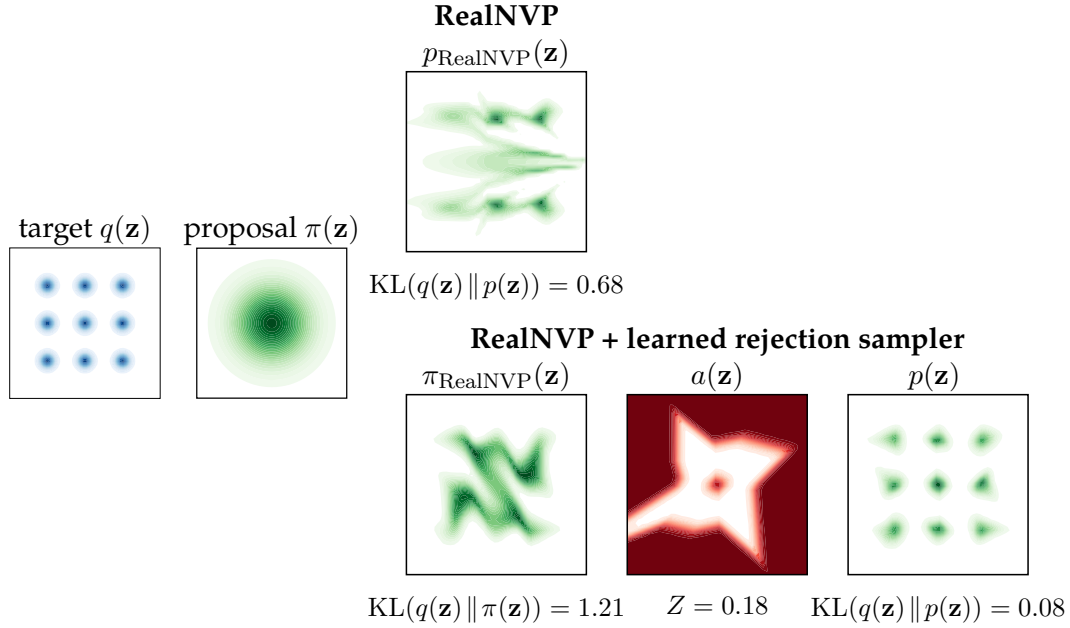 RealNVP
p_RealNVP(z)
target q(z)
proposal π(z)
KL(q(z) ∥ p(z)) = 0.68
RealNVP + learned rejection sampler
π_RealNVP(z)
a(z)
p(z)
KL(q(z) ∥ π(z)) = 1.21
Z = 0.18
KL(q(z) ∥ p(z)) = 0.08